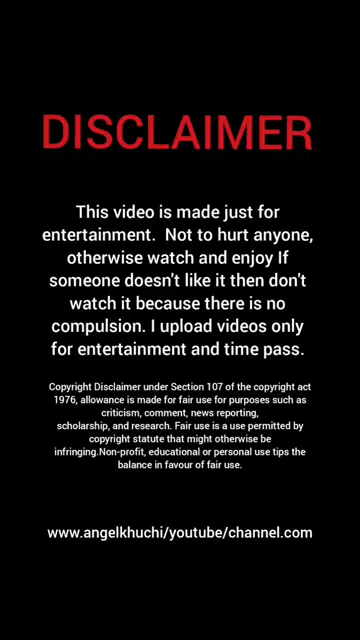 DISCLAIMER
This video is made just for
entertainment.  Not to hurt anyone,
otherwise watch and enjoy If
someone doesn't like it then don't
watch it because there is no
compulsion. I upload videos only
for entertainment and time pass.
Copyright Disclaimer under Section 107 of the copyright act
1976, allowance is made for fair use for purposes such as
criticism, comment, news reporting,
scholarship, and research. Fair use is a use permitted by
copyright statute that might otherwise be
infringing.Non-profit, educational or personal use tips the
balance in favour of fair use.
www.angelkhuchi/youtube/channel.com